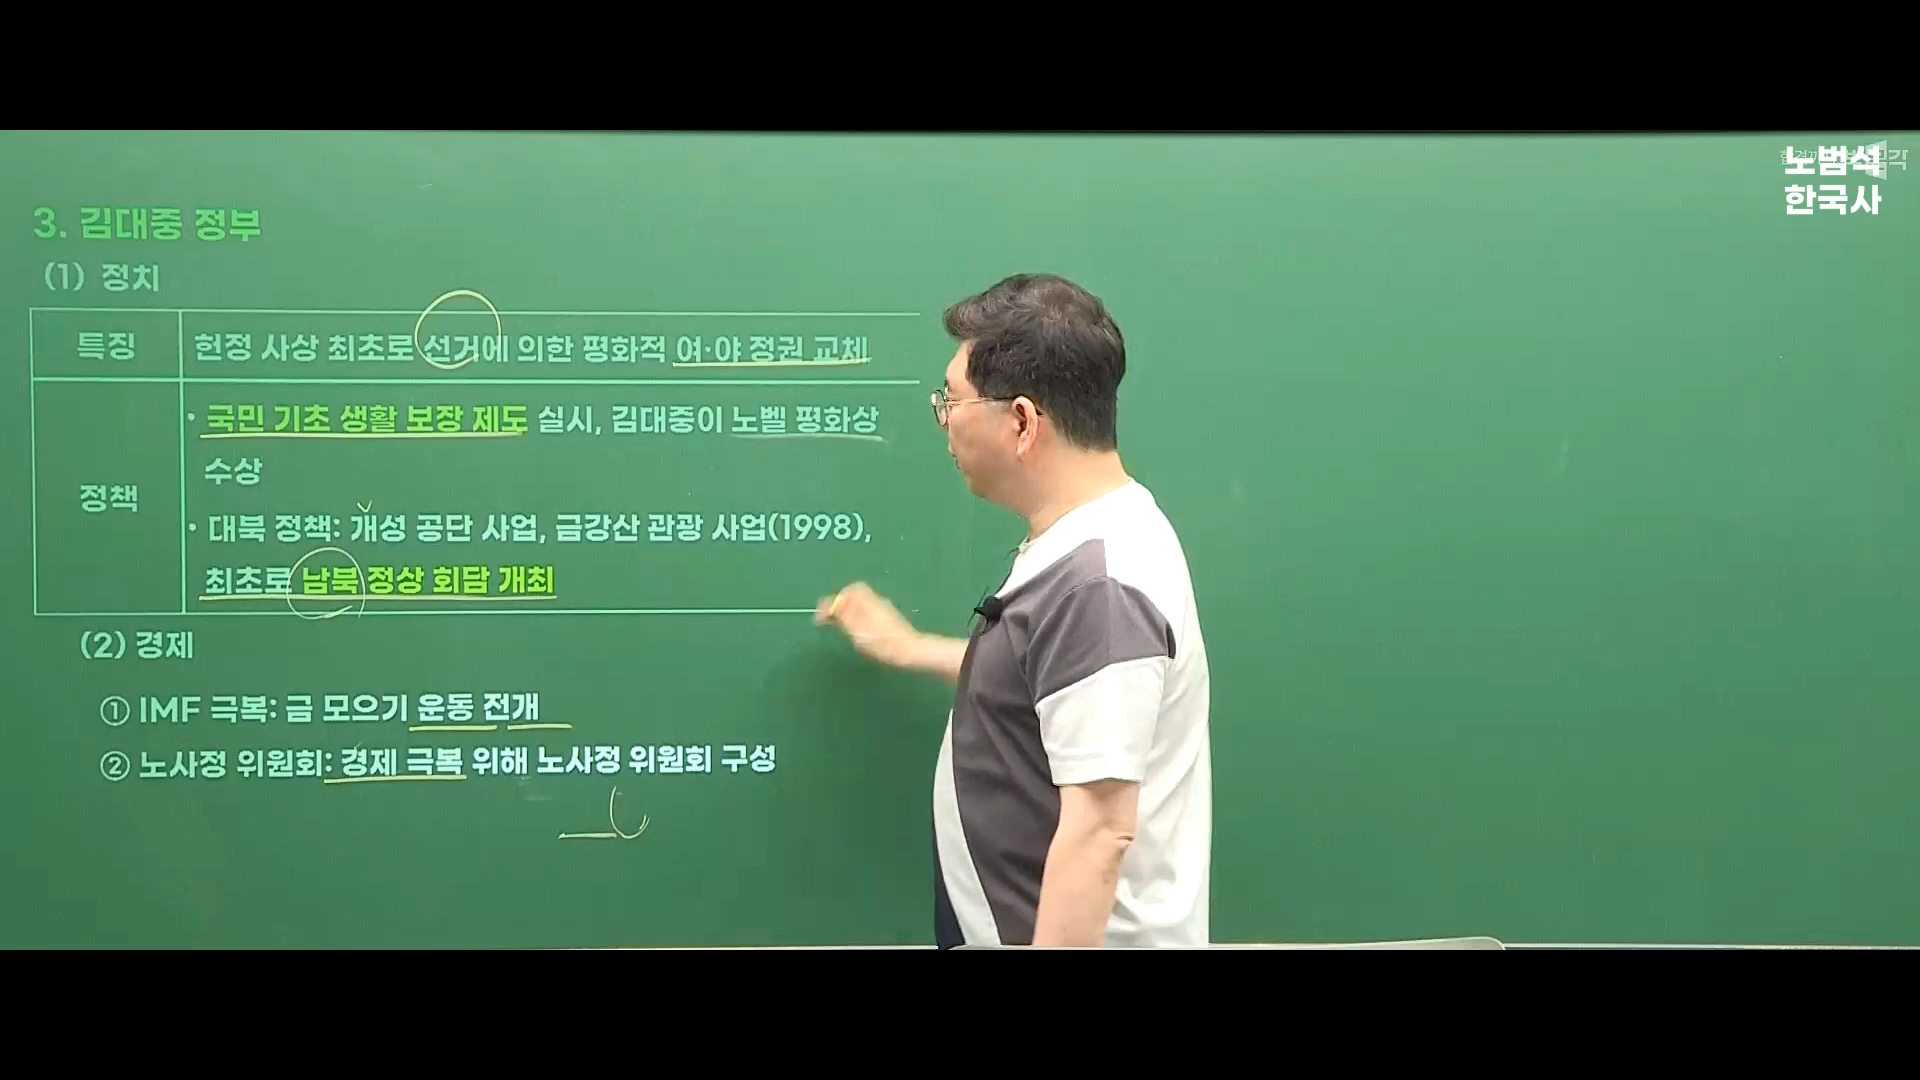 노범석
한국사
3. 김대중 정부
(1) 정치
특징
헌정 사상 최초로 선거에 의한 평화적 여·야 정권 교체
정책
· 국민 기초 생활 보장 제도 실시, 김대중이 노벨 평화상
수상
· 대북 정책: 개성 공단 사업, 금강산 관광 사업(1998),
최초로 남북 정상 회담 개최
(2) 경제
① IMF 극복: 금 모으기 운동 전개
② 노사정 위원회: 경제 극복 위해 노사정 위원회 구성